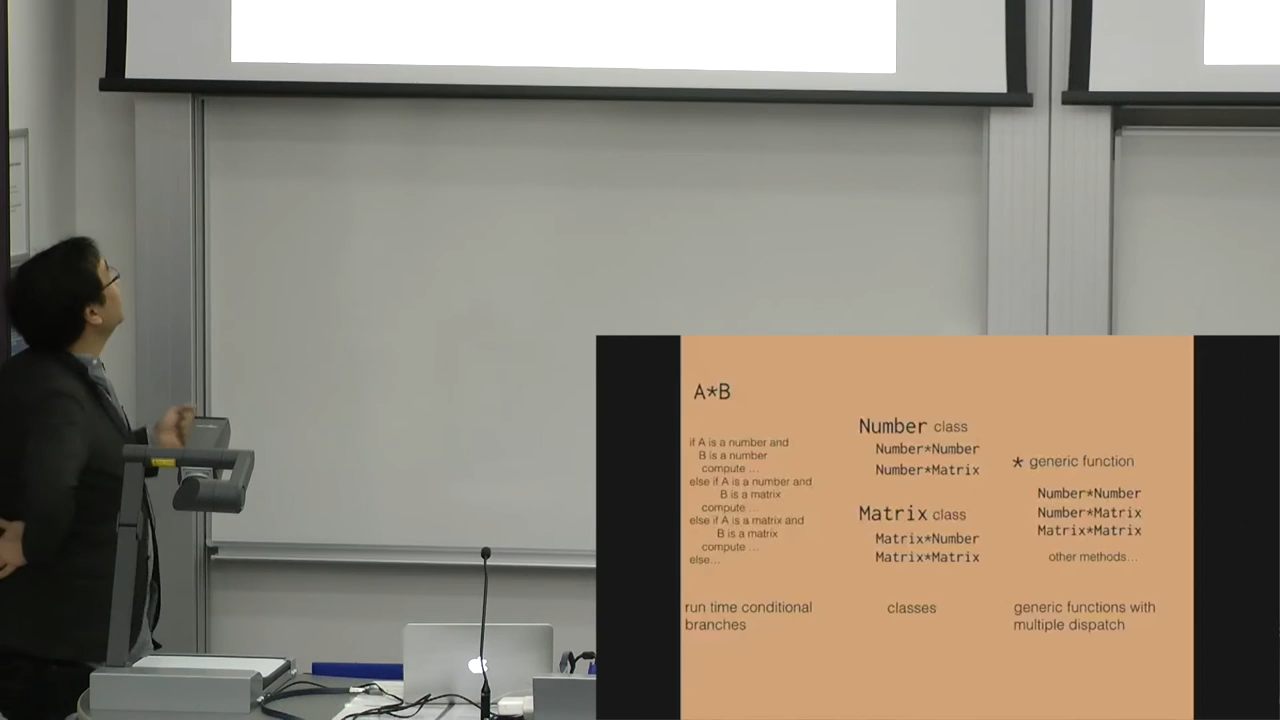 A*B
if A is a number and
B is a number
compute ...
else if A is a number and
B is a matrix
compute ...
else if A is a matrix and
B is a matrix
compute ...
else...
run time conditional
branches
Number class
Number*Number
Number*Matrix
Matrix class
Matrix*Number
Matrix*Matrix
classes
* generic function
Number*Number
Number*Matrix
Matrix*Matrix
other methods...
generic functions with
multiple dispatch